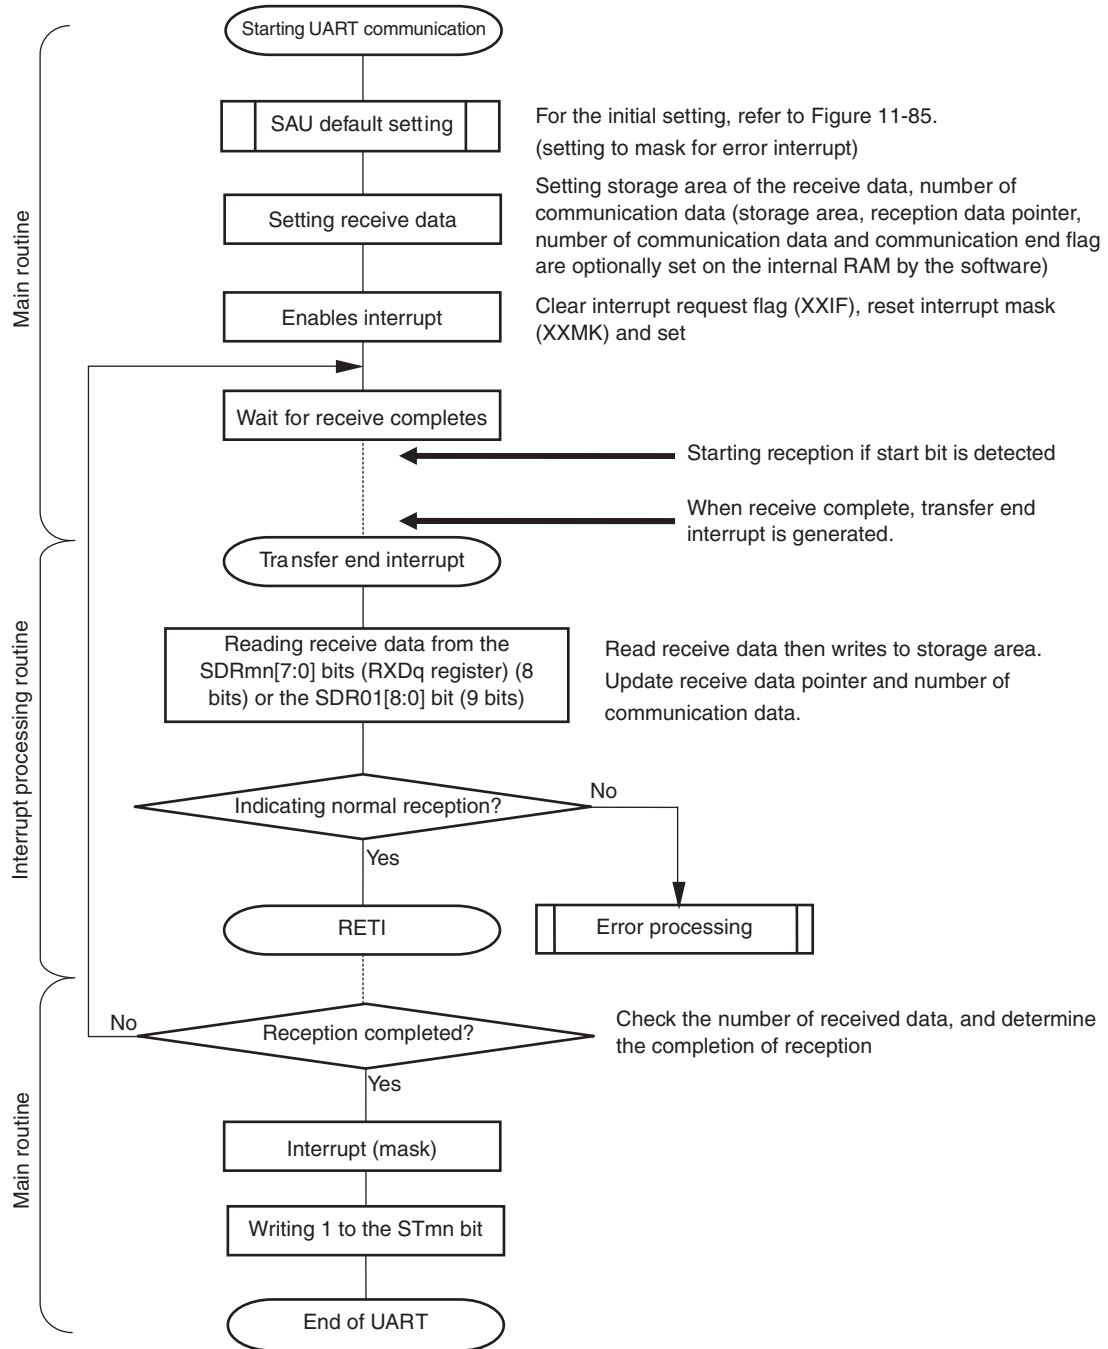 Starting UART communication
SAU default setting
For the initial setting, refer to Figure 11-85.
(setting to mask for error interrupt)
Setting receive data
Setting storage area of the receive data, number of
communication data (storage area, reception data pointer,
number of communication data and communication end flag
are optionally set on the internal RAM by the software)
Enables interrupt
Clear interrupt request flag (XXIF), reset interrupt mask
(XXMK) and set
Main routine
Wait for receive completes
Starting reception if start bit is detected
When receive complete, transfer end
interrupt is generated.
Transfer end interrupt
Reading receive data from the
SDRmn[7:0] bits (RXDq register) (8
bits) or the SDR01[8:0] bit (9 bits)
Read receive data then writes to storage area.
Update receive data pointer and number of
communication data.
Interrupt processing routine
Indicating normal reception?
No
Yes
RETI
Error processing
No
Reception completed?
Check the number of received data, and determine
the completion of reception
Yes
Main routine
Interrupt (mask)
Writing 1 to the STmn bit
End of UART